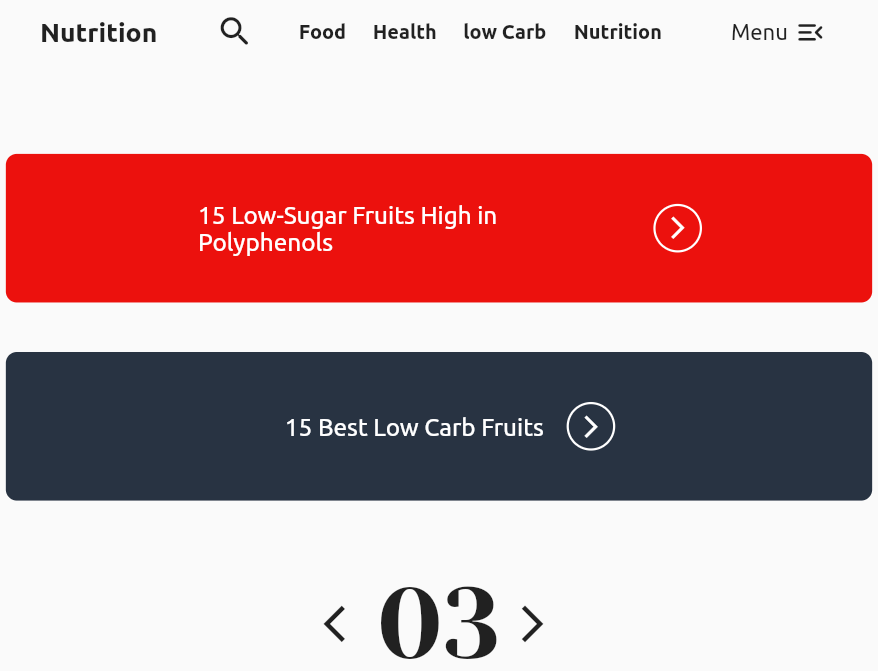 Nutrition
Food Health low Carb Nutrition
Menu
15 Low-Sugar Fruits High in
Polyphenols
15 Best Low Carb Fruits
03